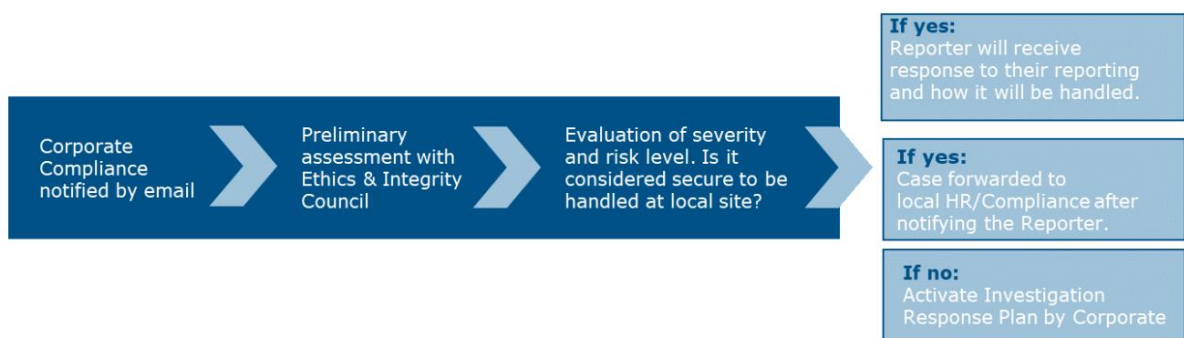 Corporate
Compliance
notified by email
Preliminary
assessment with
Ethics & Integrity
Council
Evaluation of severity
and risk level. Is it
considered secure to be
handled at local site?
If yes:
Reporter will receive
response to their reporting
and how it will be handled.
If yes:
Case forwarded to
local HR/Compliance after
notifying the Reporter.
If no:
Activate Investigation
Response Plan by Corporate